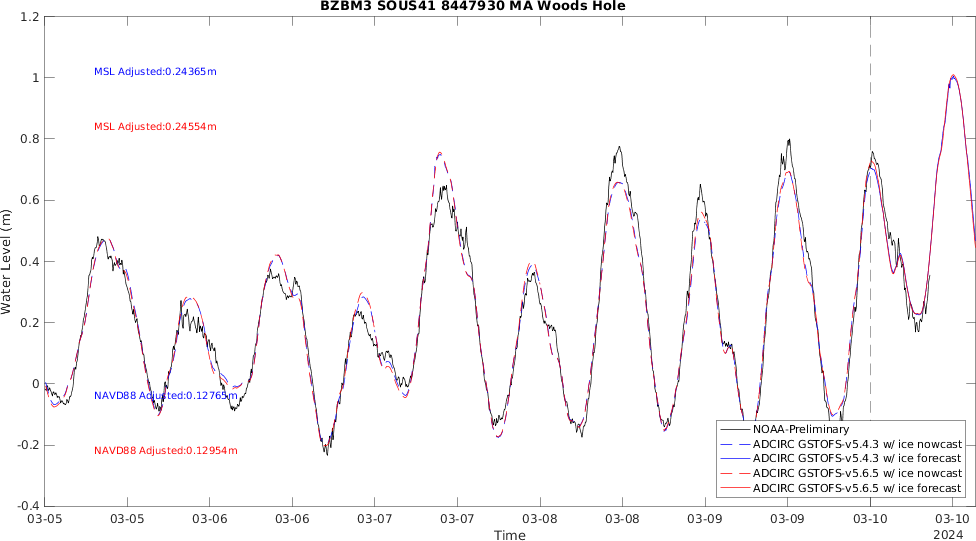 BZBM3 SOUS41 8447930 MA Woods Hole
1.2
1
0.8
0.6
0.4
0.2
0
-0.2
-0.4
Water Level (m)
MSL Adjusted:0.24365m
MSL Adjusted:0.24554m
NAVD88 Adjusted:0.12765m
NAVD88 Adjusted:0.12954m
NOAA-Preliminary
ADCIRC GSTOFS-v5.4.3 w/ ice nowcast
ADCIRC GSTOFS-v5.4.3 w/ ice forecast
ADCIRC GSTOFS-v5.6.5 w/ ice nowcast
ADCIRC GSTOFS-v5.6.5 w/ ice forecast
03-05 03-05 03-06 03-06 03-07 03-07 03-08 03-08 03-09 03-09 03-10 03-10
2024
Time